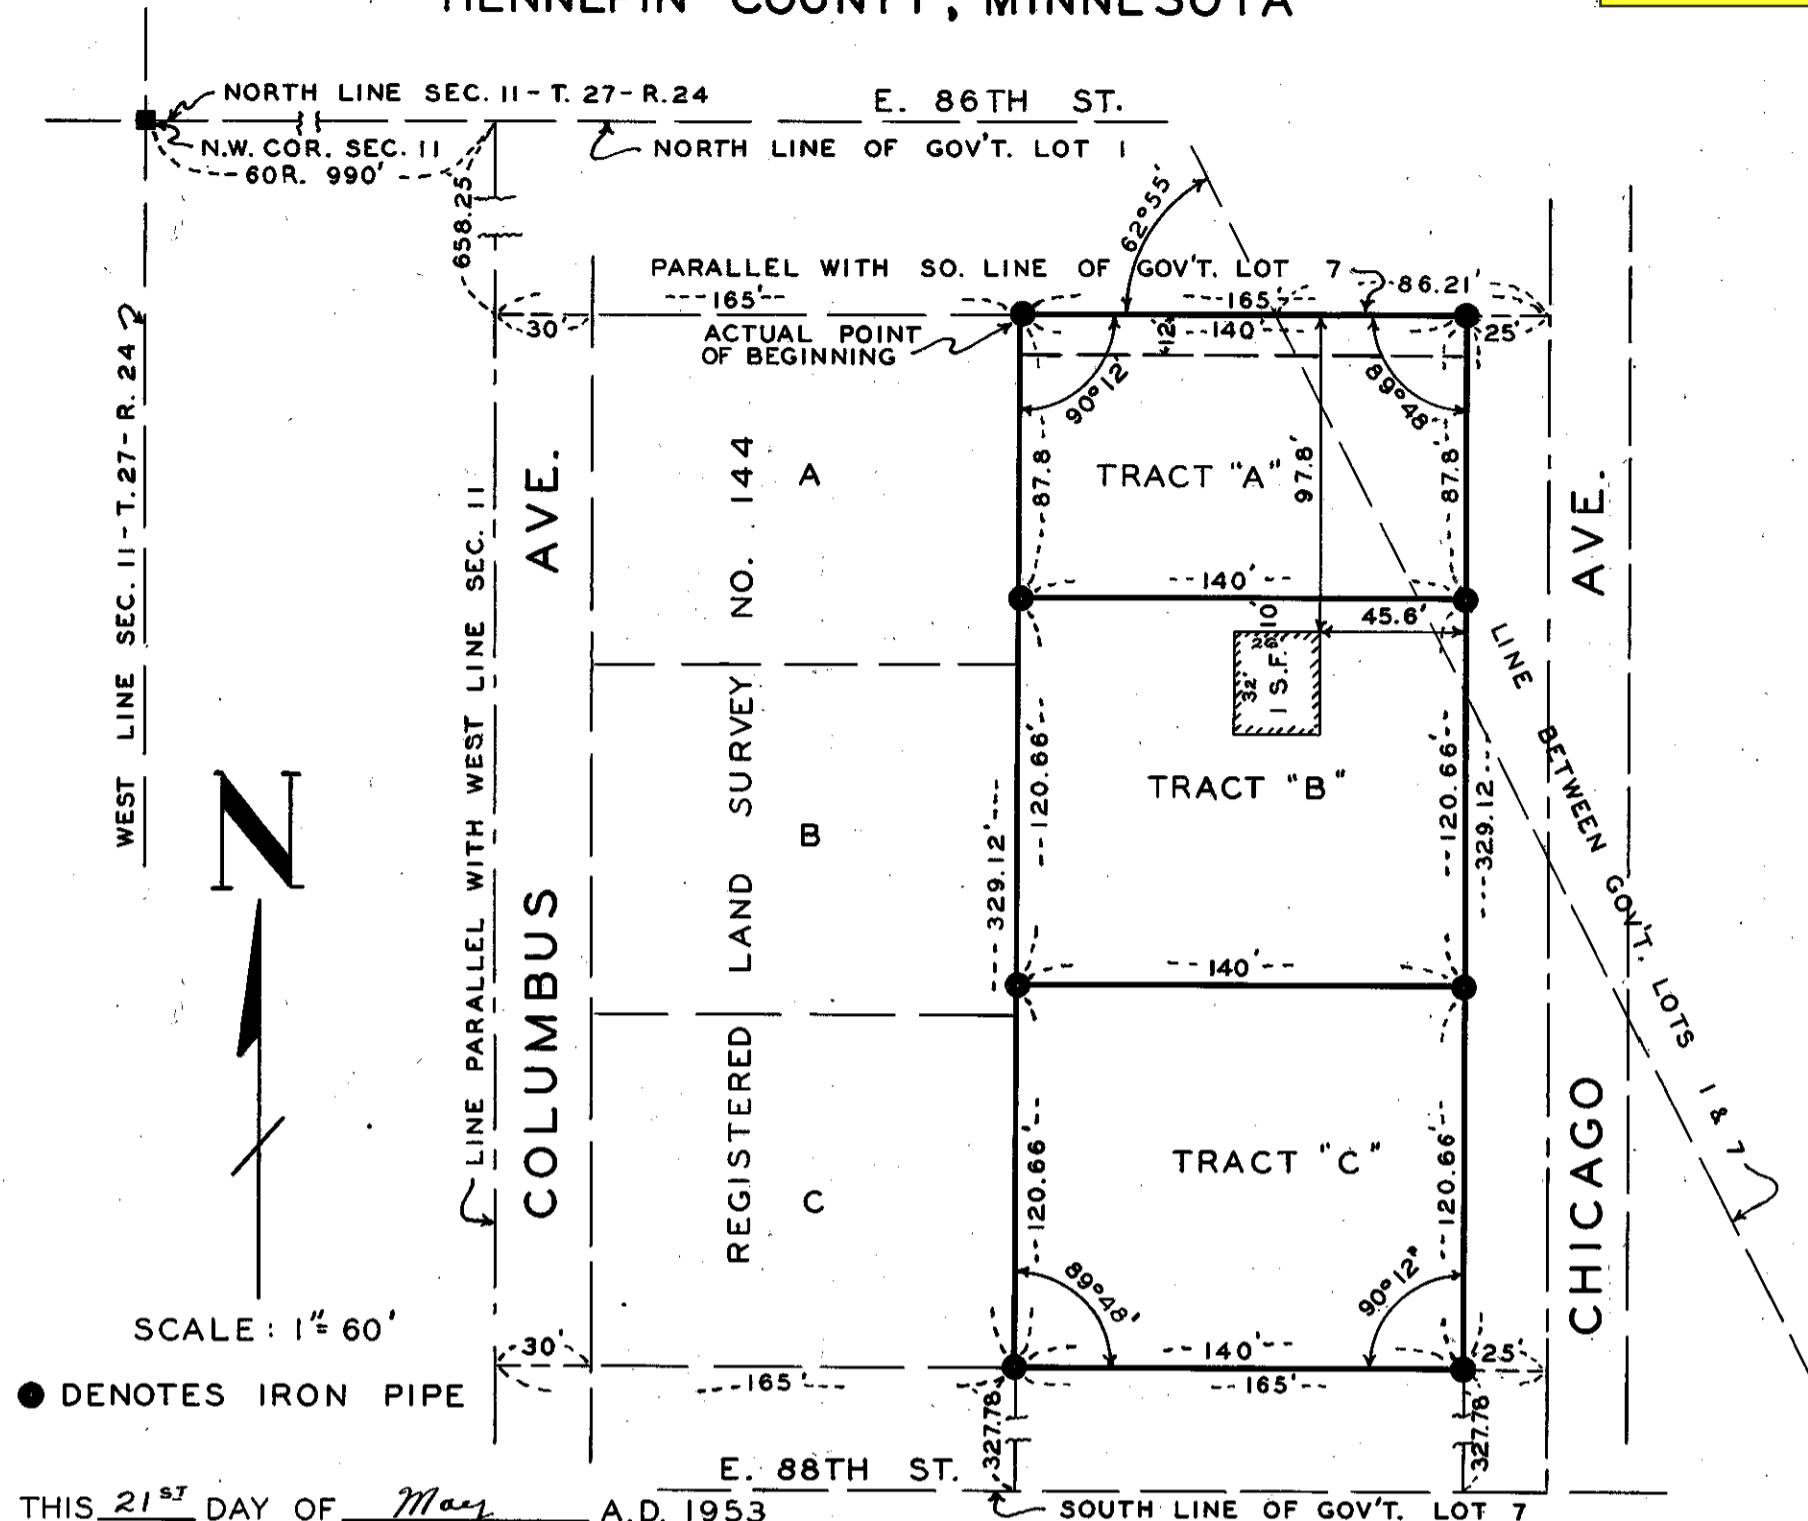 HENNEPIN COUNTY, MINNESOTA
NORTH LINE SEC. 11 - T. 27 - R. 24
E. 86TH ST.
N.W. COR. SEC. 11
NORTH LINE OF GOV'T. LOT 1
60R. 990'
658.25'
62°55'
PARALLEL WITH SO. LINE OF GOV'T. LOT 7
86.21'
165'
165'
30'
12'
140'
25'
ACTUAL POINT
OF BEGINNING
90°12'
89°48'
WEST LINE SEC. 11 - T. 27 - R. 24
LINE PARALLEL WITH WEST LINE SEC. 11
COLUMBUS AVE.
REGISTERED LAND SURVEY NO. 144
A
87.8'
TRACT "A"
97.8'
87.8'
CHICAGO AVE.
140'
10'
45.6'
26'
32'
1 S.F.
LINE BETWEEN GOV'T. LOTS 1 & 7
N
B
329.12'
120.66'
TRACT "B"
120.66'
329.12'
140'
C
120.66'
TRACT "C"
120.66'
89°48'
90°12"
SCALE: 1"= 60'
30'
140'
25'
165'
165'
DENOTES IRON PIPE
327.78'
327.78'
E. 88TH ST.
THIS 21ST DAY OF May A.D. 1953
SOUTH LINE OF GOV'T. LOT 7